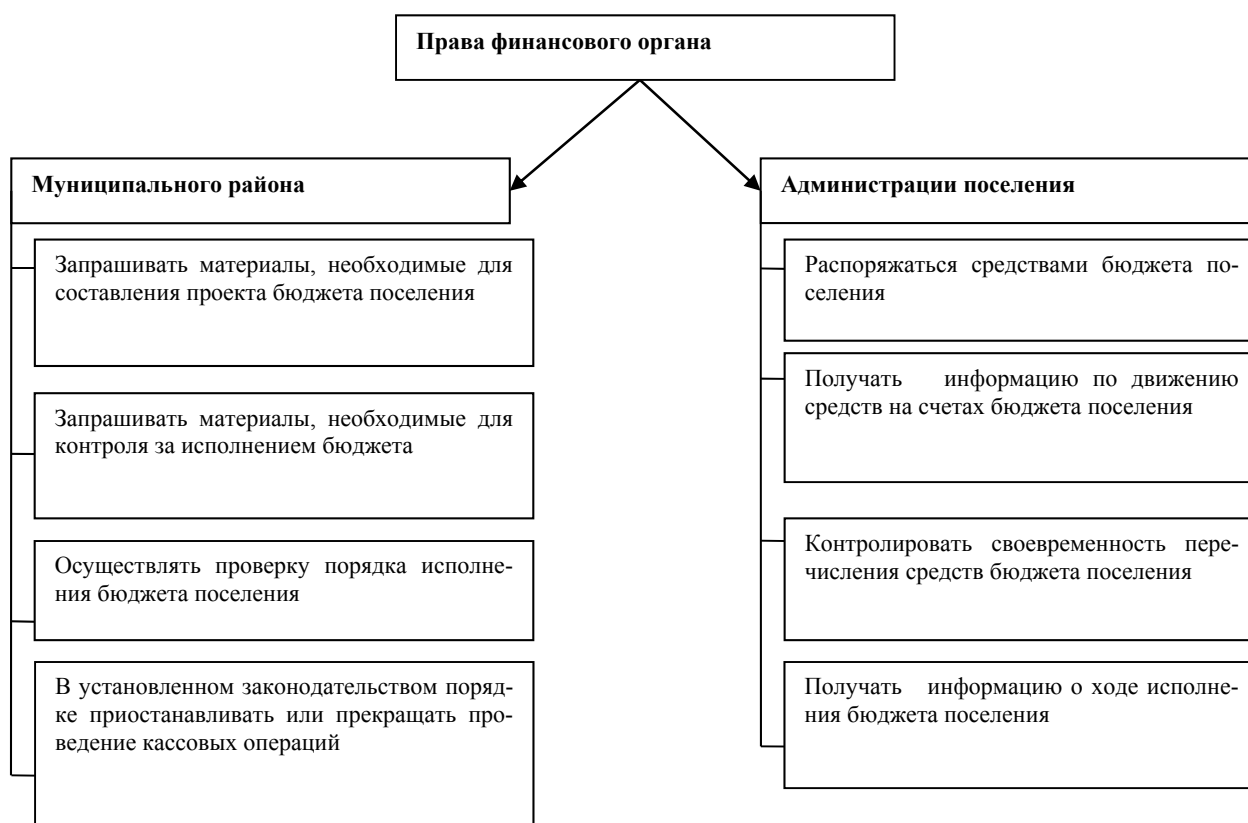 Права финансового органа
Муниципального района
Запрашивать материалы, необходимые для
составления проекта бюджета поселения
Запрашивать материалы, необходимые для
контроля за исполнением бюджета
Осуществлять проверку порядка исполне-
ния бюджета поселения
В установленном законодательством поряд-
ке приостанавливать или прекращать про-
ведение кассовых операций
Администрации поселения
Распоряжаться средствами бюджета по-
селения
Получать информацию по движению
средств на счетах бюджета поселения
Контролировать своевременность пере-
числения средств бюджета поселения
Получать информацию о ходе исполне-
ния бюджета поселения